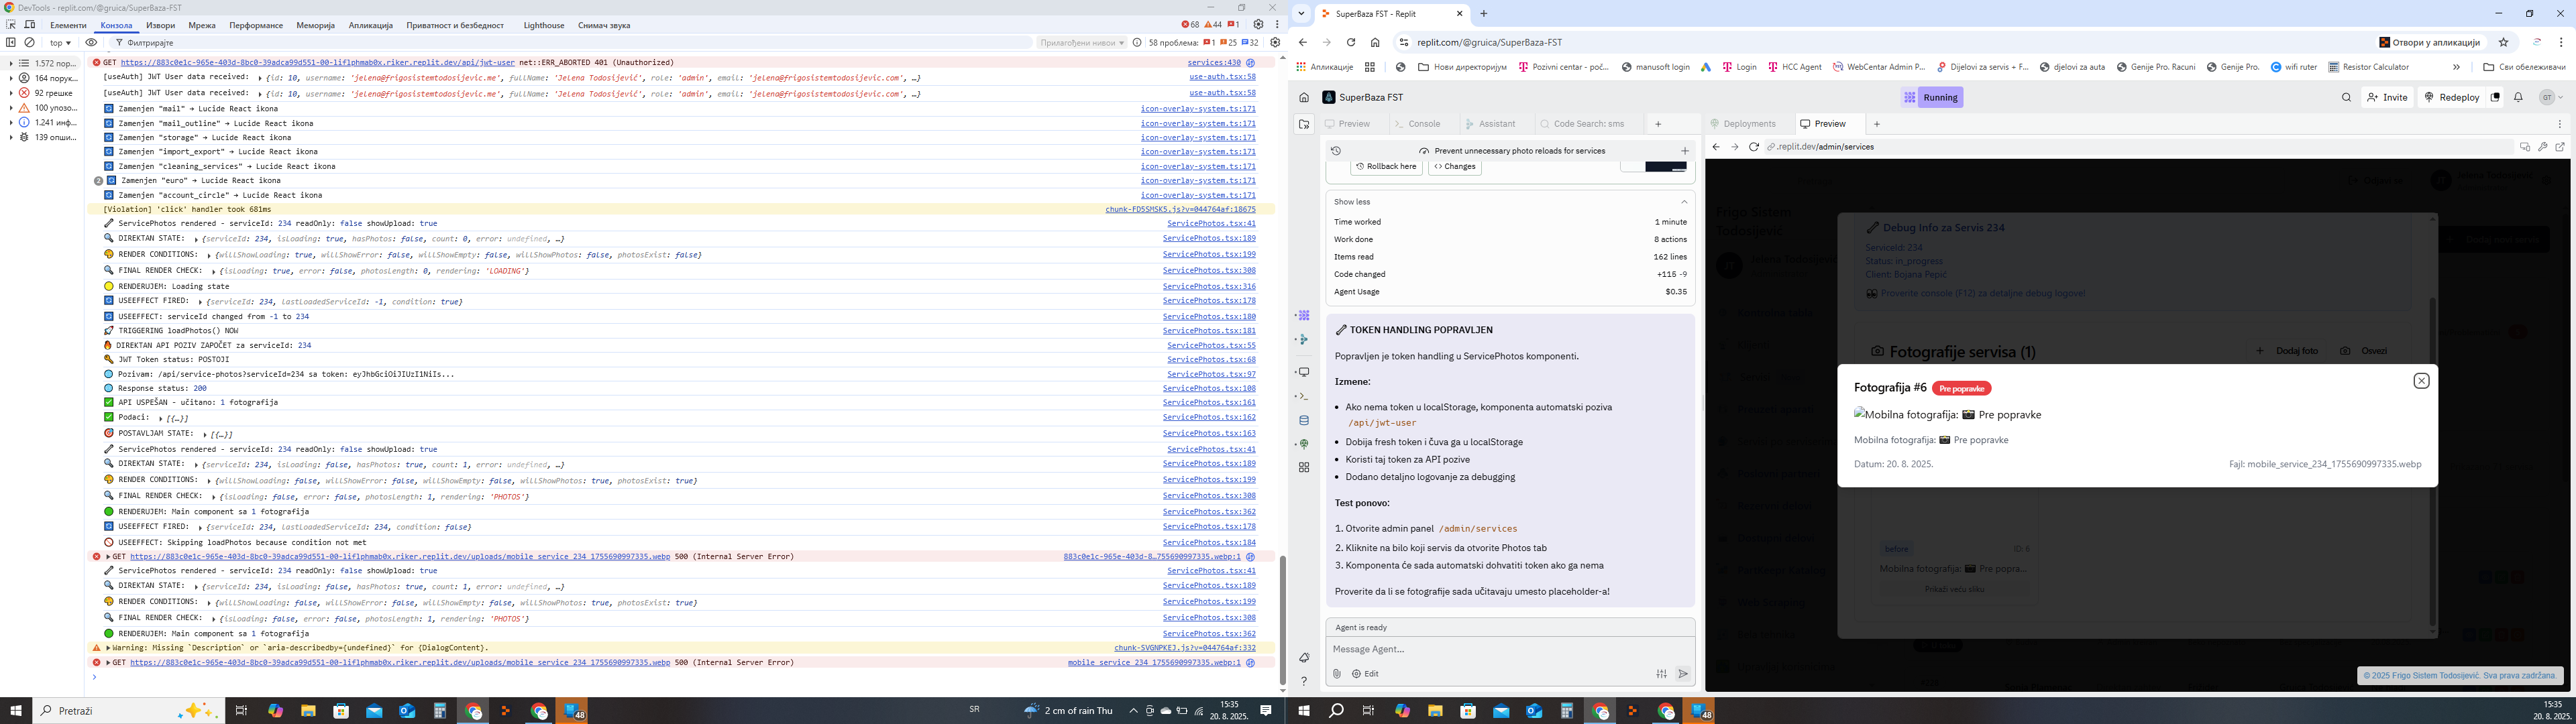 DevTools - replit.com/@gruica/SuperBaza-FST
Елементи Конзола Извори Мрежа Перформансе Меморија Апликација Приватност и безбедност Lighthouse Снимач звука 68 44 1
top Филтрирајте Прилагођени нивои 58 проблема: 1 25 32
1.572 пор...
164 порук...
92 грешке
100 упозо...
1.241 инф...
139 опши...
GET https://883c0e1c-965e-403d-8bc0-39adca99d551-00-1iflphmab0x.riker.replit.dev/api/jwt-user net::ERR_ABORTED 401 (Unauthorized) services:430
[useAuth] JWT User data received: {id: 10, username: 'jelena@frigosistemtodosijevic.me', fullName: 'Jelena Todosijević', role: 'admin', email: 'jelena@frigosistemtodosijevic.com', …} use-auth.tsx:58
[useAuth] JWT User data received: {id: 10, username: 'jelena@frigosistemtodosijevic.me', fullName: 'Jelena Todosijević', role: 'admin', email: 'jelena@frigosistemtodosijevic.com', …} use-auth.tsx:58
Zamenjen "mail" → Lucide React ikona icon-overlay-system.ts:171
Zamenjen "mail_outline" → Lucide React ikona icon-overlay-system.ts:171
Zamenjen "storage" → Lucide React ikona icon-overlay-system.ts:171
Zamenjen "import_export" → Lucide React ikona icon-overlay-system.ts:171
Zamenjen "cleaning_services" → Lucide React ikona icon-overlay-system.ts:171
2 Zamenjen "euro" → Lucide React ikona icon-overlay-system.ts:171
Zamenjen "account_circle" → Lucide React ikona icon-overlay-system.ts:171
[Violation] 'click' handler took 681ms chunk-FD5SMSK5.js?v=044764af:18675
ServicePhotos rendered - serviceId: 234 readOnly: false showUpload: true ServicePhotos.tsx:41
DIREKTAN STATE: {serviceId: 234, isLoading: true, hasPhotos: false, count: 0, error: undefined, …} ServicePhotos.tsx:189
RENDER CONDITIONS: {willShowLoading: true, willShowError: false, willShowEmpty: false, willShowPhotos: false, photosExist: false} ServicePhotos.tsx:199
FINAL RENDER CHECK: {isLoading: true, error: false, photosLength: 0, rendering: 'LOADING'} ServicePhotos.tsx:308
RENDERUJEM: Loading state ServicePhotos.tsx:316
USEEFFECT FIRED: {serviceId: 234, lastLoadedServiceId: -1, condition: true} ServicePhotos.tsx:178
USEEFFECT: serviceId changed from -1 to 234 ServicePhotos.tsx:180
TRIGGERING loadPhotos() NOW ServicePhotos.tsx:181
DIREKTAN API POZIV ZAPOČET za serviceId: 234 ServicePhotos.tsx:55
JWT Token status: POSTOJI ServicePhotos.tsx:68
Pozivam: /api/service-photos?serviceId=234 sa token: eyJhbGciOiJIUzI1NiIs... ServicePhotos.tsx:97
Response status: 200 ServicePhotos.tsx:108
API USPEŠAN - učitano: 1 fotografija ServicePhotos.tsx:161
Podaci: [{…}] ServicePhotos.tsx:162
POSTAVLJAM STATE: [{…}] ServicePhotos.tsx:163
ServicePhotos rendered - serviceId: 234 readOnly: false showUpload: true ServicePhotos.tsx:41
DIREKTAN STATE: {serviceId: 234, isLoading: false, hasPhotos: true, count: 1, error: undefined, …} ServicePhotos.tsx:189
RENDER CONDITIONS: {willShowLoading: false, willShowError: false, willShowEmpty: false, willShowPhotos: true, photosExist: true} ServicePhotos.tsx:199
FINAL RENDER CHECK: {isLoading: false, error: false, photosLength: 1, rendering: 'PHOTOS'} ServicePhotos.tsx:308
RENDERUJEM: Main component sa 1 fotografija ServicePhotos.tsx:362
USEEFFECT FIRED: {serviceId: 234, lastLoadedServiceId: 234, condition: false} ServicePhotos.tsx:178
USEEFFECT: Skipping loadPhotos because condition not met ServicePhotos.tsx:184
GET https://883c0e1c-965e-403d-8bc0-39adca99d551-00-1iflphmab0x.riker.replit.dev/uploads/mobile_service_234_1755690997335.webp 500 (Internal Server Error) 883c0e1c-965e-403d-8…755690997335.webp:1
ServicePhotos rendered - serviceId: 234 readOnly: false showUpload: true ServicePhotos.tsx:41
DIREKTAN STATE: {serviceId: 234, isLoading: false, hasPhotos: true, count: 1, error: undefined, …} ServicePhotos.tsx:189
RENDER CONDITIONS: {willShowLoading: false, willShowError: false, willShowEmpty: false, willShowPhotos: true, photosExist: true} ServicePhotos.tsx:199
FINAL RENDER CHECK: {isLoading: false, error: false, photosLength: 1, rendering: 'PHOTOS'} ServicePhotos.tsx:308
RENDERUJEM: Main component sa 1 fotografija ServicePhotos.tsx:362
Warning: Missing `Description` or `aria-describedby={undefined}` for {DialogContent}. chunk-SVGNPKEJ.js?v=044764af:332
GET https://883c0e1c-965e-403d-8bc0-39adca99d551-00-1iflphmab0x.riker.replit.dev/uploads/mobile_service_234_1755690997335.webp 500 (Internal Server Error) mobile_service_234_1755690997335.webp:1
Pretraži
48
SR
2 cm of rain Thu
15:35
20. 8. 2025.
SuperBaza FST - Replit
replit.com/@gruica/SuperBaza-FST Отвори у апликацији
Апликације Нови директоријум Pozivni centar - poč... manusoft login Login HCC Agent WebCentar Admin P... Dijelovi za servis + F... djelovi za auta Genije Pro. Racuni Genije Pro. wifi ruter Resistor Calculator » Сви обележивачи
SuperBaza FST Running Invite Redeploy GT
Preview Console Assistant Code Search: sms
Prevent unnecessary photo reloads for services
Rollback here Changes
Show less
Time worked 1 minute
Work done 8 actions
Items read 162 lines
Code changed +115 -9
Agent Usage $0.35
TOKEN HANDLING POPRAVLJEN
Popravljen je token handling u ServicePhotos komponenti.
Izmene:
• Ako nema token u localStorage, komponenta automatski poziva
/api/jwt-user
• Dobija fresh token i čuva ga u localStorage
• Koristi taj token za API pozive
• Dodano detaljno logovanje za debugging
Test ponovo:
1. Otvorite admin panel /admin/services
2. Kliknite na bilo koji servis da otvorite Photos tab
3. Komponenta će sada automatski dohvatiti token ako ga nema
Proverite da li se fotografije sada učitavaju umesto placeholder-a!
Agent is ready
Message Agent...
Edit
Deployments Preview
.replit.dev/admin/services
Frigo Sistem
Todosijević
Debug Info za Servis 234
ServiceId: 234
Status: in_progress
Client: Bojana Pepić
Proverite console (F12) za detaljne debug logove!
Fotografije servisa (1) Dodaj foto Osvezi
Fotografija #6 Pre popravke
Mobilna fotografija: Pre popravke
Mobilna fotografija: Pre popravke
Datum: 20. 8. 2025. Fajl: mobile_service_234_1755690997335.webp
before ID: 6
Mobilna fotografija: Pre popra...
Prikaži veću sliku
© 2025 Frigo Sistem Todosijević. Sva prava zadržana.
48
15:35
20. 8. 2025.